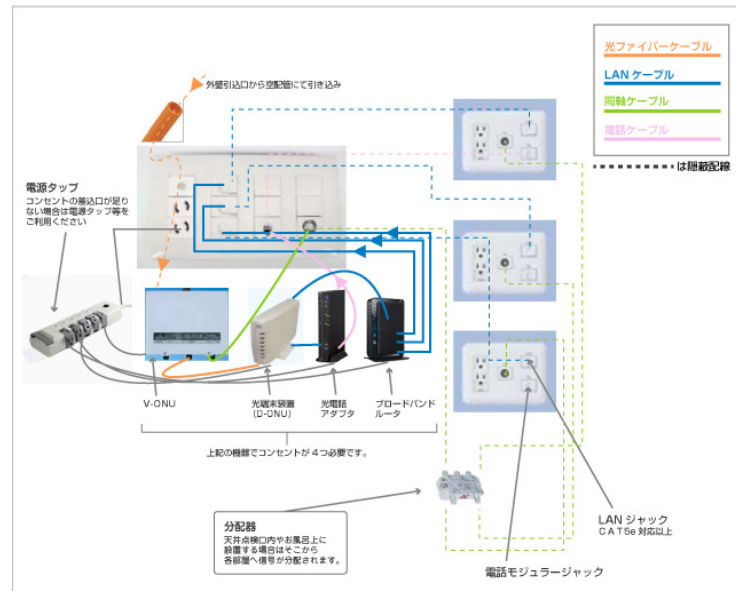 外壁引込口から空配管にて引き込み
光ファイバーケーブル
LAN ケーブル
同軸ケーブル
電話ケーブル
は隠蔽配線
電源タップ
コンセントの差込口が足り
ない場合は電源タップ等を
ご利用ください
V-ONU
光端末装置
(D-ONU)
光電話
アダプタ
ブロードバンド
ルータ
上記の機器でコンセントが 4 つ必要です。
分配器
天井点検口内やお風呂上に
設置する場合はそこから
各部屋へ信号が分配されます。
LAN ジャック
CAT5e 対応以上
電話モジュラージャック